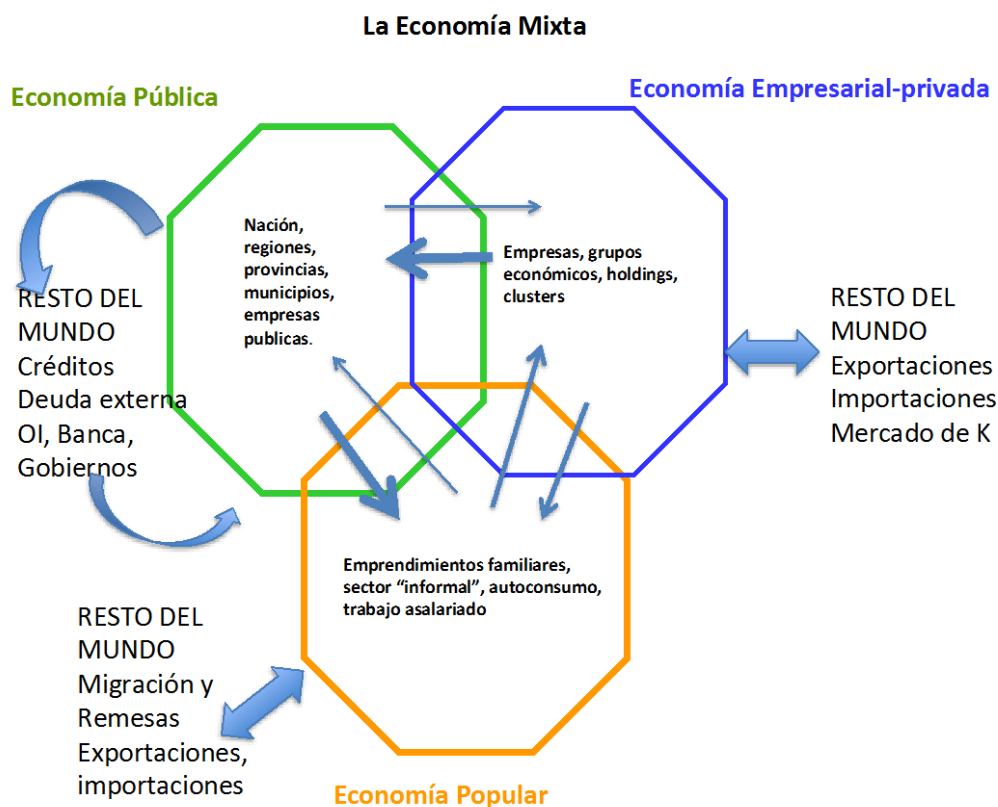 La Economía Mixta
Economía Pública
Economía Empresarial-privada
Nación,
regiones,
provincias,
municipios,
empresas
publicas.
Empresas, grupos
económicos, holdings,
clusters
RESTO DEL
MUNDO
Créditos
Deuda externa
OI, Banca,
Gobiernos
RESTO DEL
MUNDO
Exportaciones
Importaciones
Mercado de K
Emprendimientos familiares,
sector “informal”, autoconsumo,
trabajo asalariado
RESTO DEL
MUNDO
Migración y
Remesas
Exportaciones,
importaciones
Economía Popular